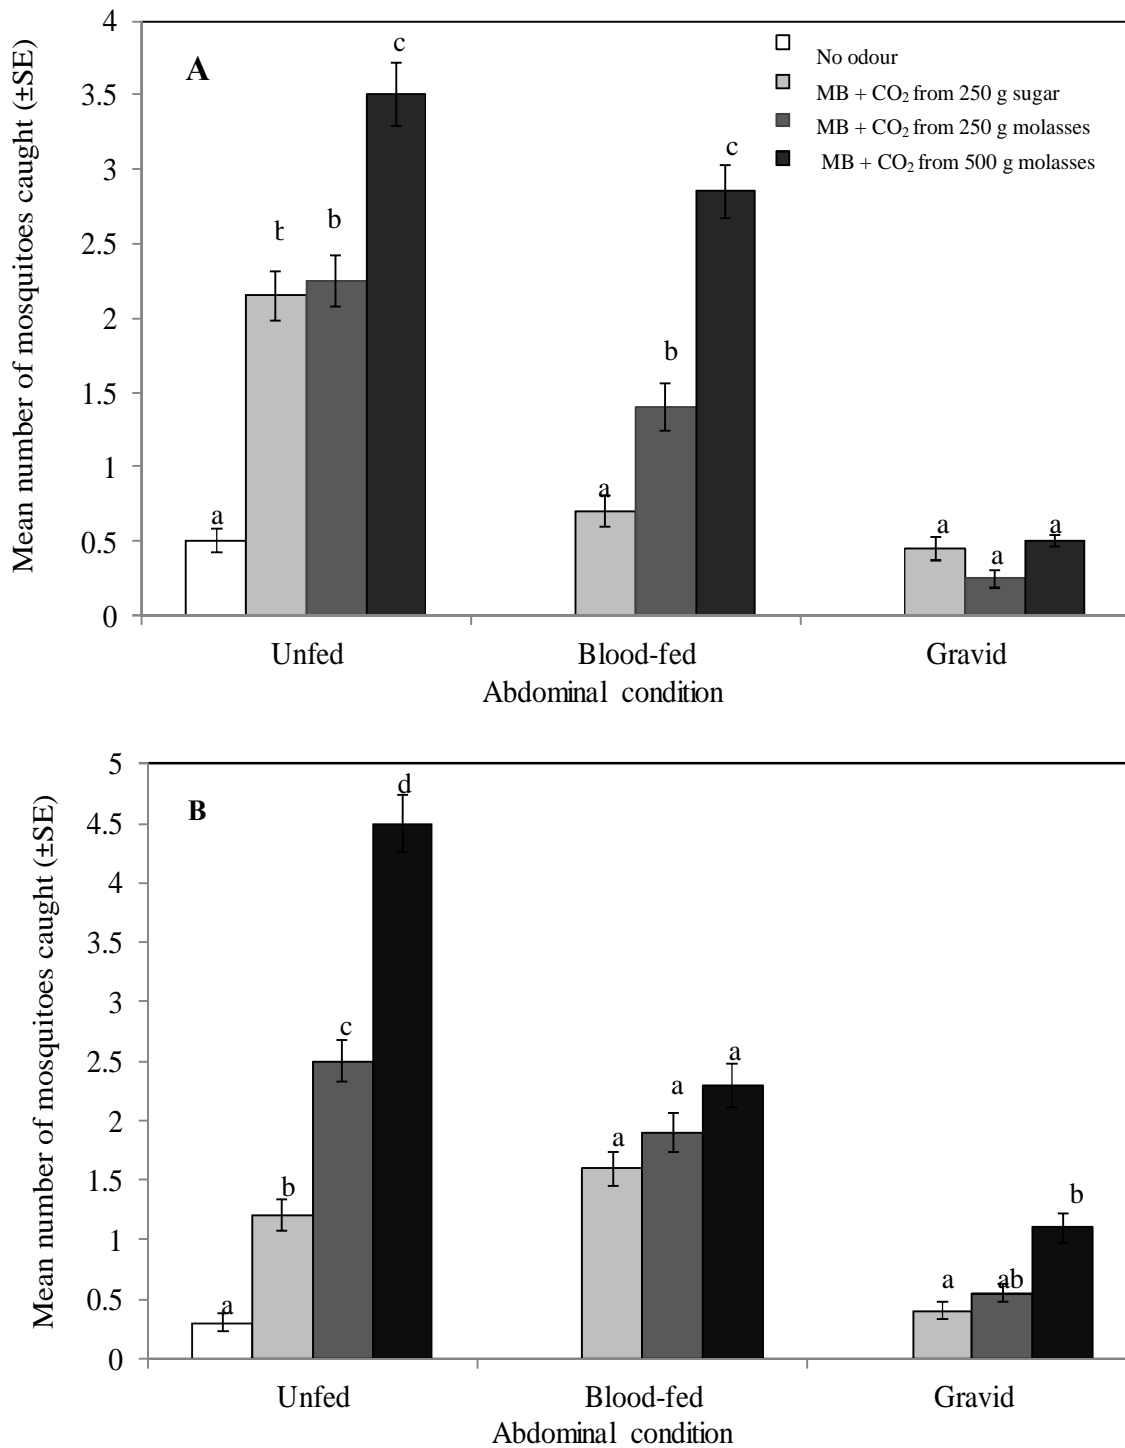 Mean number of mosquitoes caught (±SE)
4
3.5
3
2.5
2
1.5
1
0.5
0
A
No odour
MB + CO₂ from 250 g sugar
MB + CO₂ from 250 g molasses
MB + CO₂ from 500 g molasses
a
b
b
c
a
b
c
a
a
a
Unfed
Blood-fed
Gravid
Abdominal condition
Mean number of mosquitoes caught (±SE)
5
4.5
4
3.5
3
2.5
2
1.5
1
0.5
0
B
a
b
c
d
a
a
a
a
ab
b
Unfed
Blood-fed
Gravid
Abdominal condition